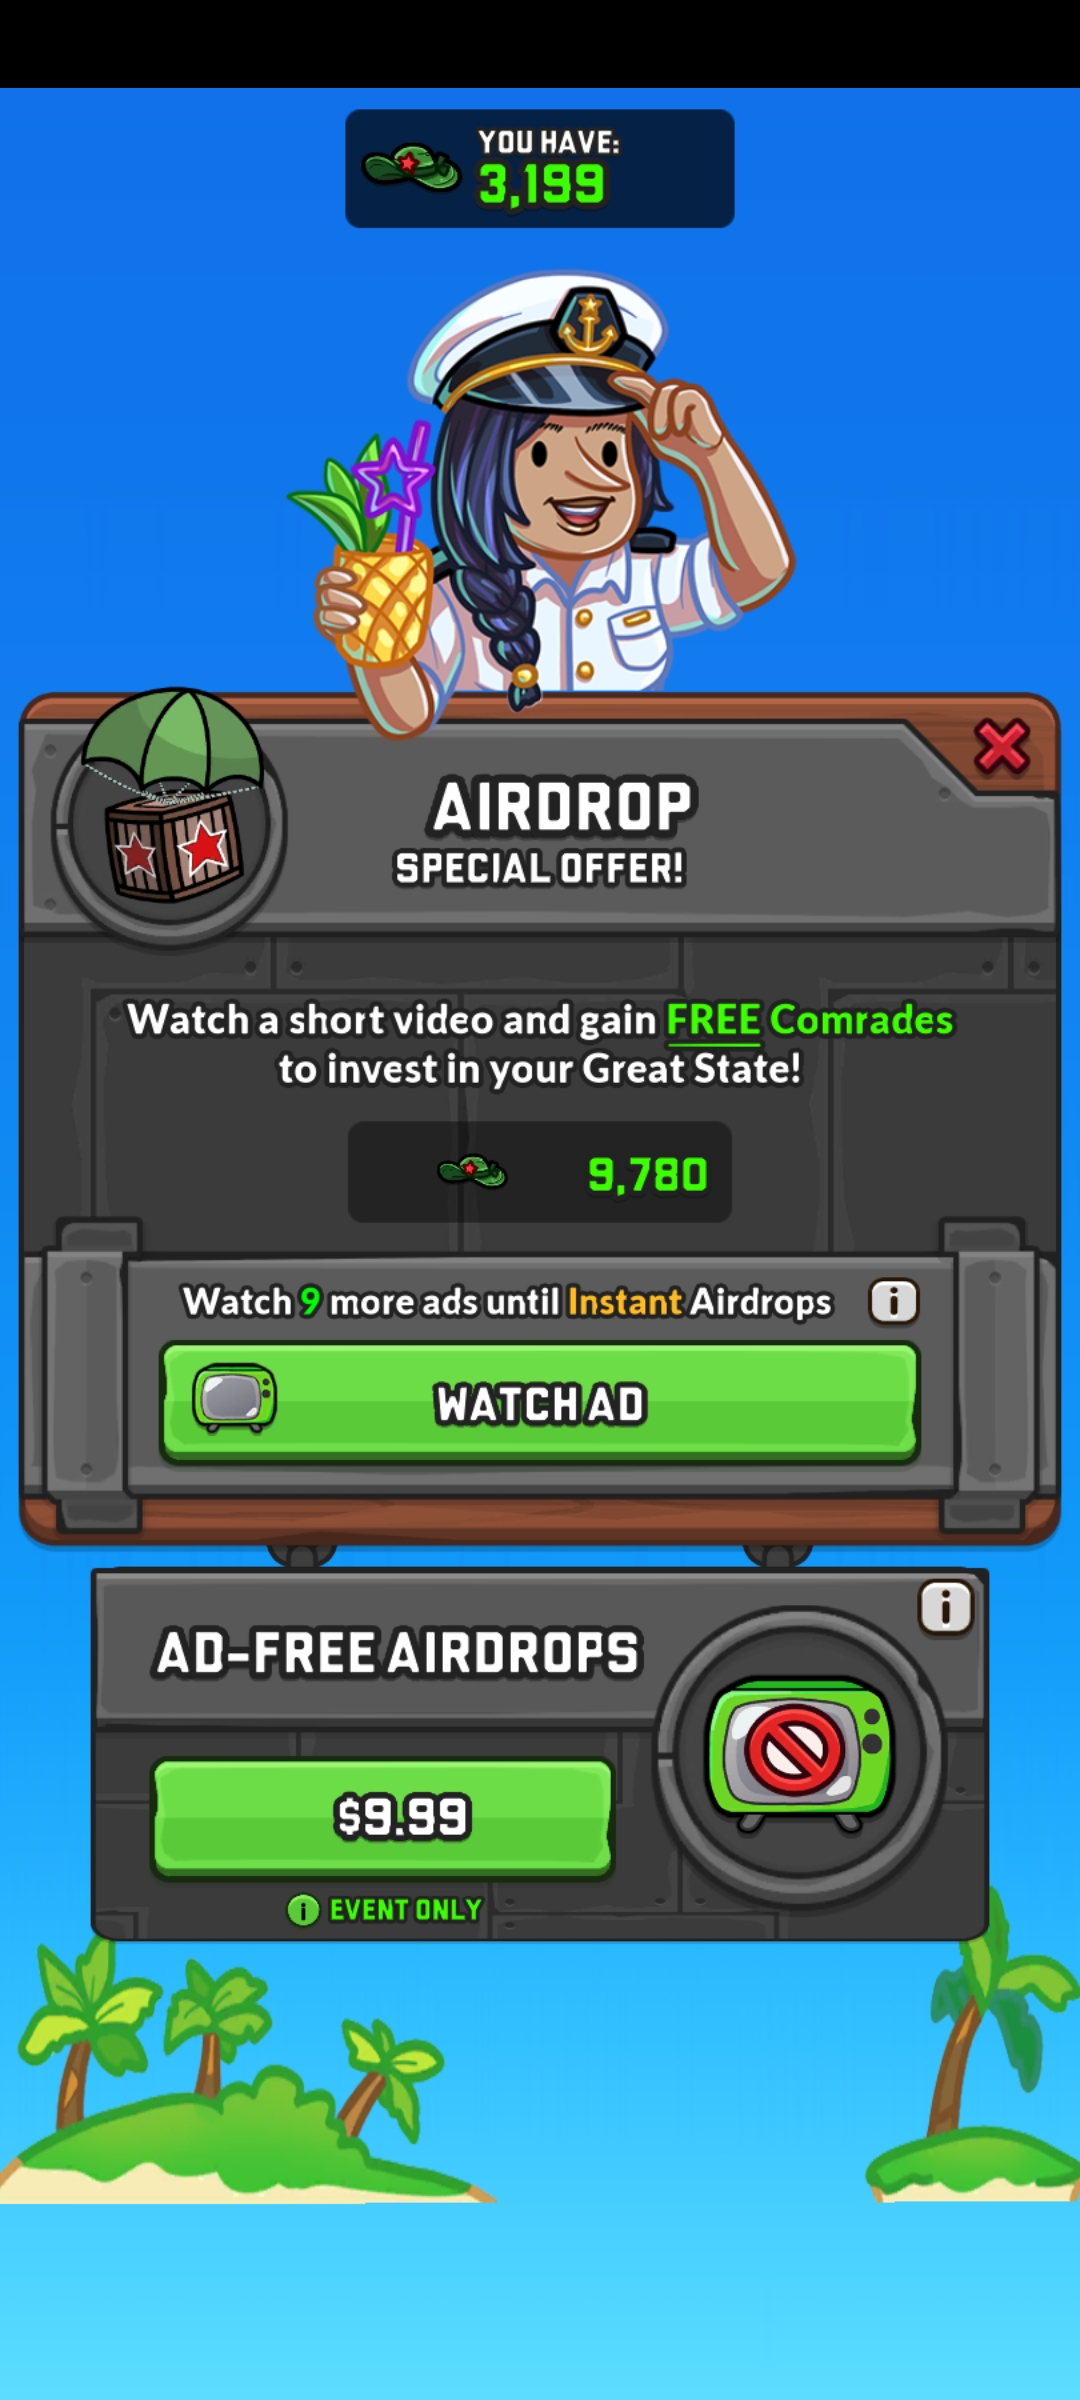 YOU HAVE:
3,199
AIRDROP
SPECIAL OFFER!
Watch a short video and gain FREE Comrades
to invest in your Great State!
9,780
Watch 9 more ads until Instant Airdrops
WATCH AD
AD-FREE AIRDROPS
$9.99
EVENT ONLY